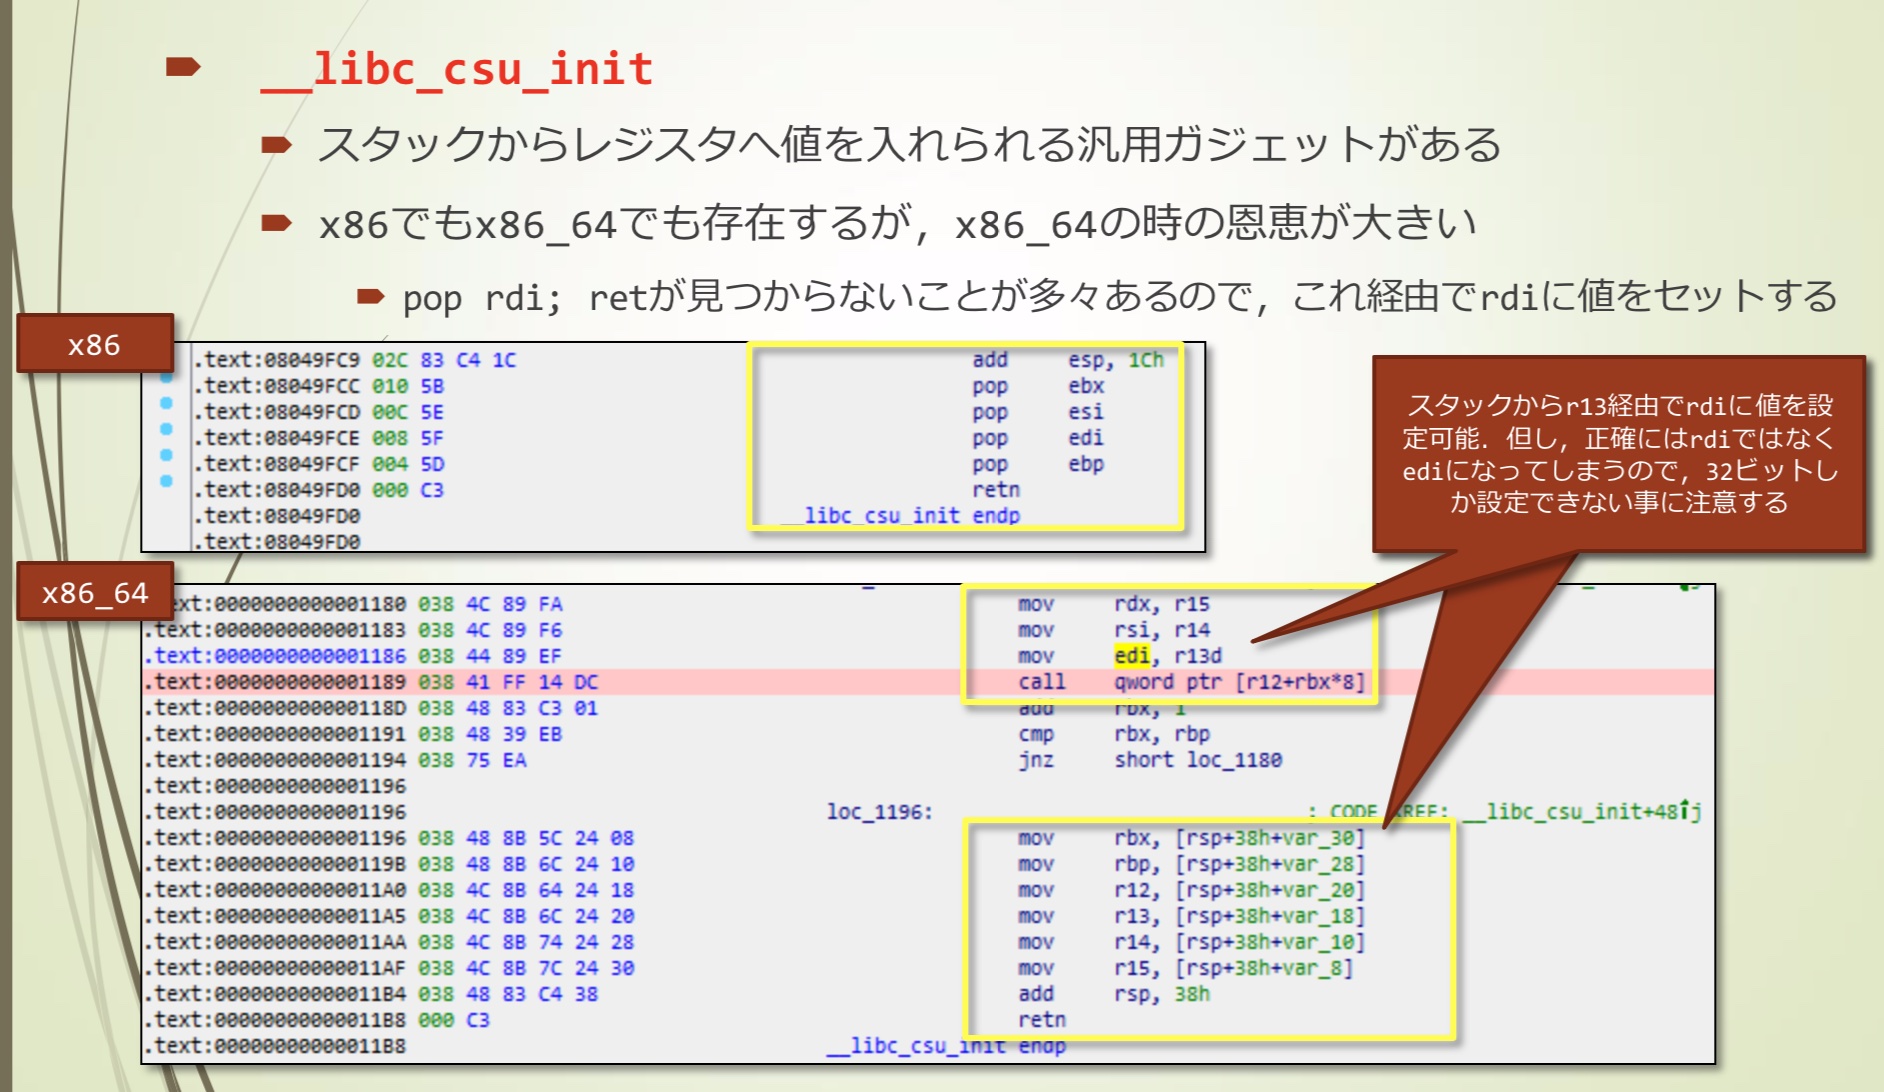 __libc_csu_init
スタックからレジスタへ値を入れられる汎用ガジェットがある
x86でもx86_64でも存在するが，x86_64の時の恩恵が大きい
pop rdi; retが見つからないことが多々あるので，これ経由でrdiに値をセットする
x86
.text:08049FC9 02C 83 C4 1C add esp, 1Ch
.text:08049FCC 010 5B pop ebx
.text:08049FCD 00C 5E pop esi
.text:08049FCE 008 5F pop edi
.text:08049FCF 004 5D pop ebp
.text:08049FD0 000 C3 retn
.text:08049FD0 __libc_csu_init endp
.text:08049FD0
スタックからr13経由でrdiに値を設
定可能．但し，正確にはrdiではなく
ediになってしまうので，32ビットし
か設定できない事に注意する
x86_64
ext:0000000000001180 038 4C 89 FA mov rdx, r15
.text:0000000000001183 038 4C 89 F6 mov rsi, r14
.text:0000000000001186 038 44 89 EF mov edi, r13d
.text:0000000000001189 038 41 FF 14 DC call qword ptr [r12+rbx*8]
.text:000000000000118D 038 48 83 C3 01 add rbx, 1
.text:0000000000001191 038 48 39 EB cmp rbx, rbp
.text:0000000000001194 038 75 EA jnz short loc_1180
.text:0000000000001196
.text:0000000000001196 loc_1196: ; CODE XREF: __libc_csu_init+48↑j
.text:0000000000001196 038 48 8B 5C 24 08 mov rbx, [rsp+38h+var_30]
.text:000000000000119B 038 48 8B 6C 24 10 mov rbp, [rsp+38h+var_28]
.text:00000000000011A0 038 4C 8B 64 24 18 mov r12, [rsp+38h+var_20]
.text:00000000000011A5 038 4C 8B 6C 24 20 mov r13, [rsp+38h+var_18]
.text:00000000000011AA 038 4C 8B 74 24 28 mov r14, [rsp+38h+var_10]
.text:00000000000011AF 038 4C 8B 7C 24 30 mov r15, [rsp+38h+var_8]
.text:00000000000011B4 038 48 83 C4 38 add rsp, 38h
.text:00000000000011B8 000 C3 retn
.text:00000000000011B8 __libc_csu_init endp